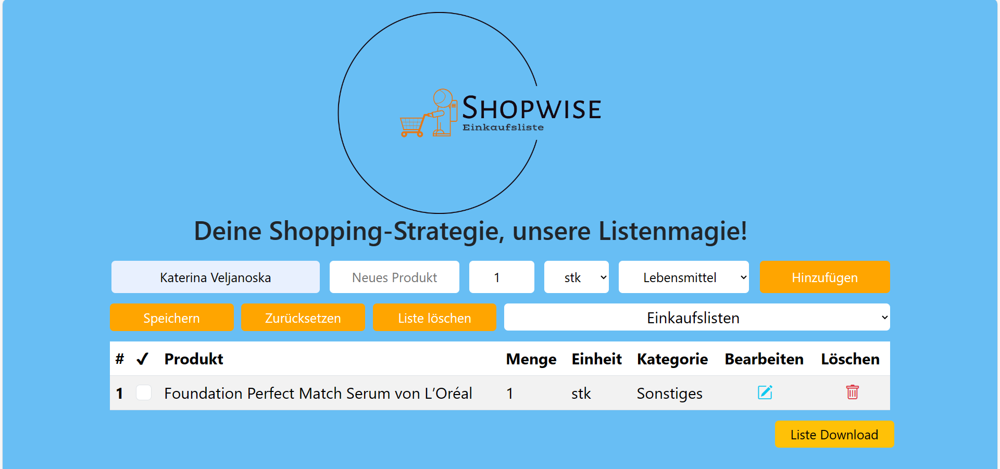 SHOPWISE
Einkaufsliste
Deine Shopping-Strategie, unsere Listenmagie!
Katerina Veljanoska Neues Produkt 1 stk Lebensmittel Hinzufügen
Speichern Zurücksetzen Liste löschen Einkaufslisten
# ✓ Produkt Menge Einheit Kategorie Bearbeiten Löschen
1 Foundation Perfect Match Serum von L’Oréal 1 stk Sonstiges
Liste Download